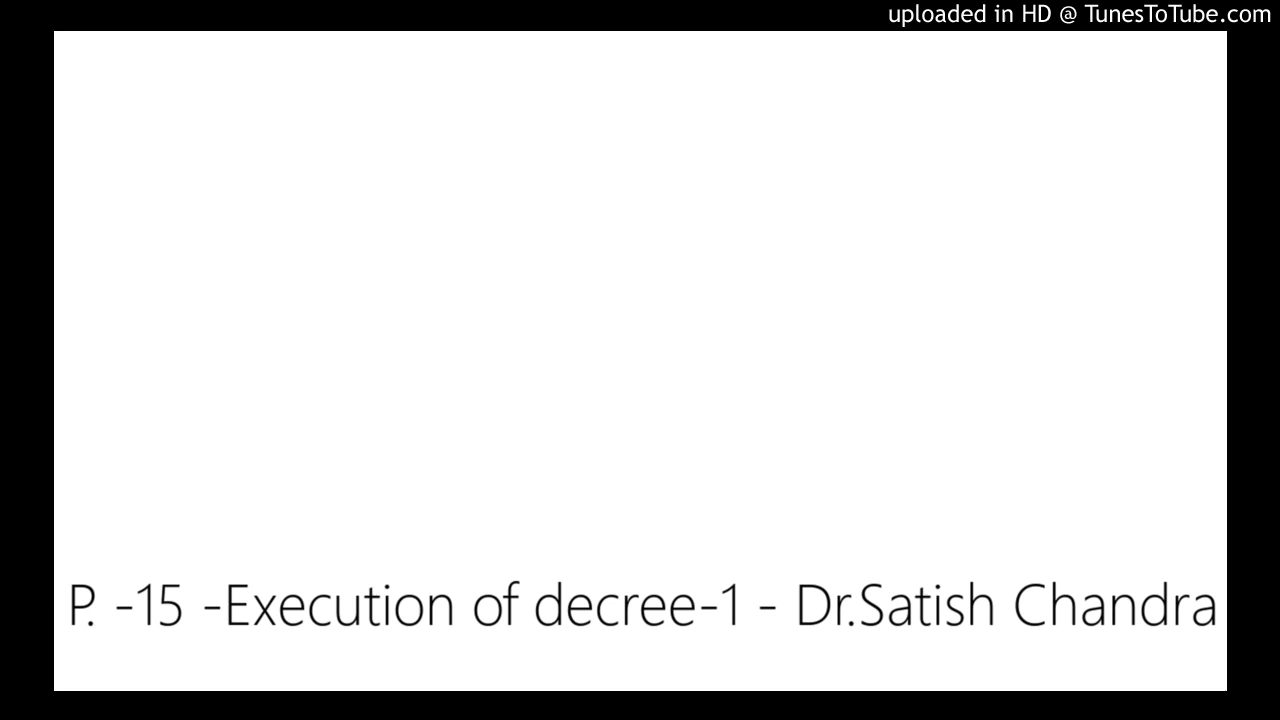 uploaded in HD @ TunesToTube.com
P. -15 -Execution of decree-1 - Dr.Satish Chandra